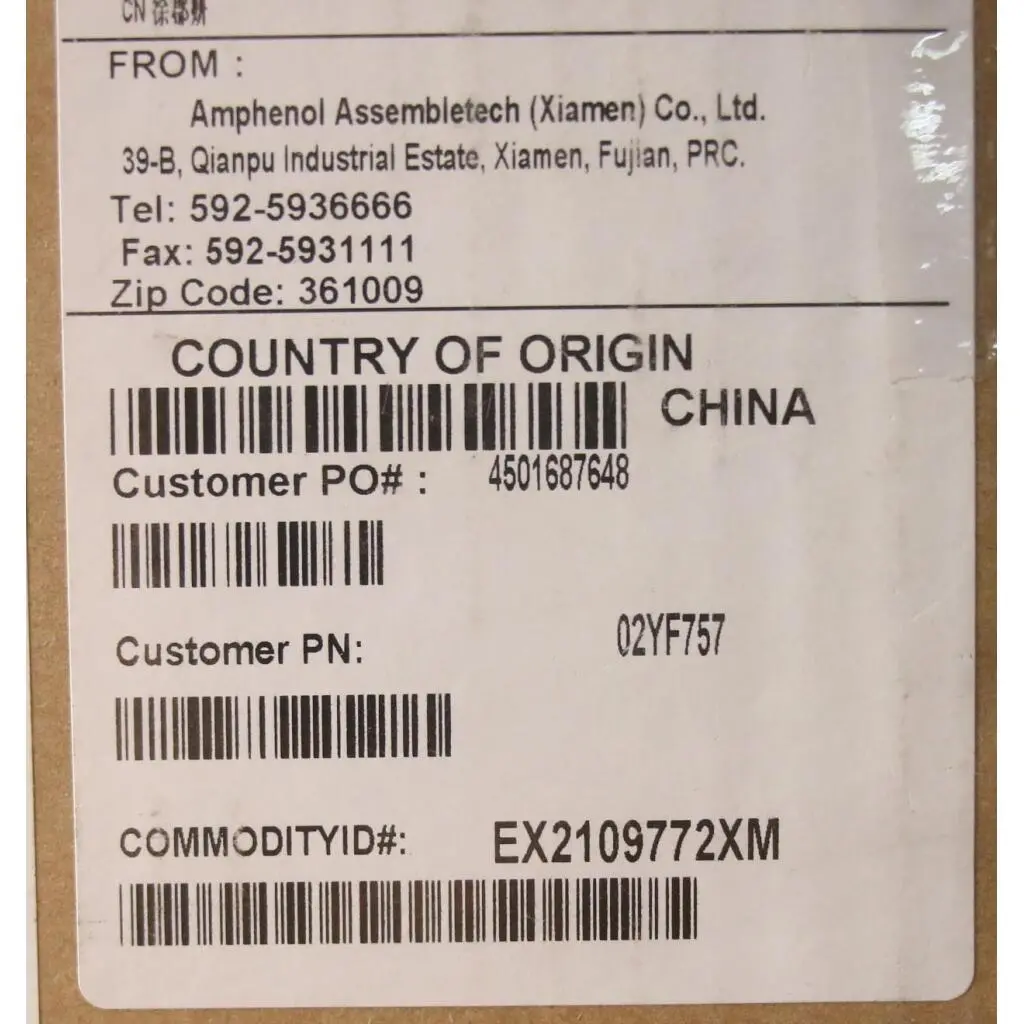 CN
FROM :
Amphenol Assembletech (Xiamen) Co., Ltd.
39-B, Qianpu Industrial Estate, Xiamen, Fujian, PRC.
Tel: 592-5936666
Fax: 592-5931111
Zip Code: 361009
COUNTRY OF ORIGIN
CHINA
Customer PO# : 4501687648
Customer PN: 02YF757
COMMODITYID#: EX2109772XM